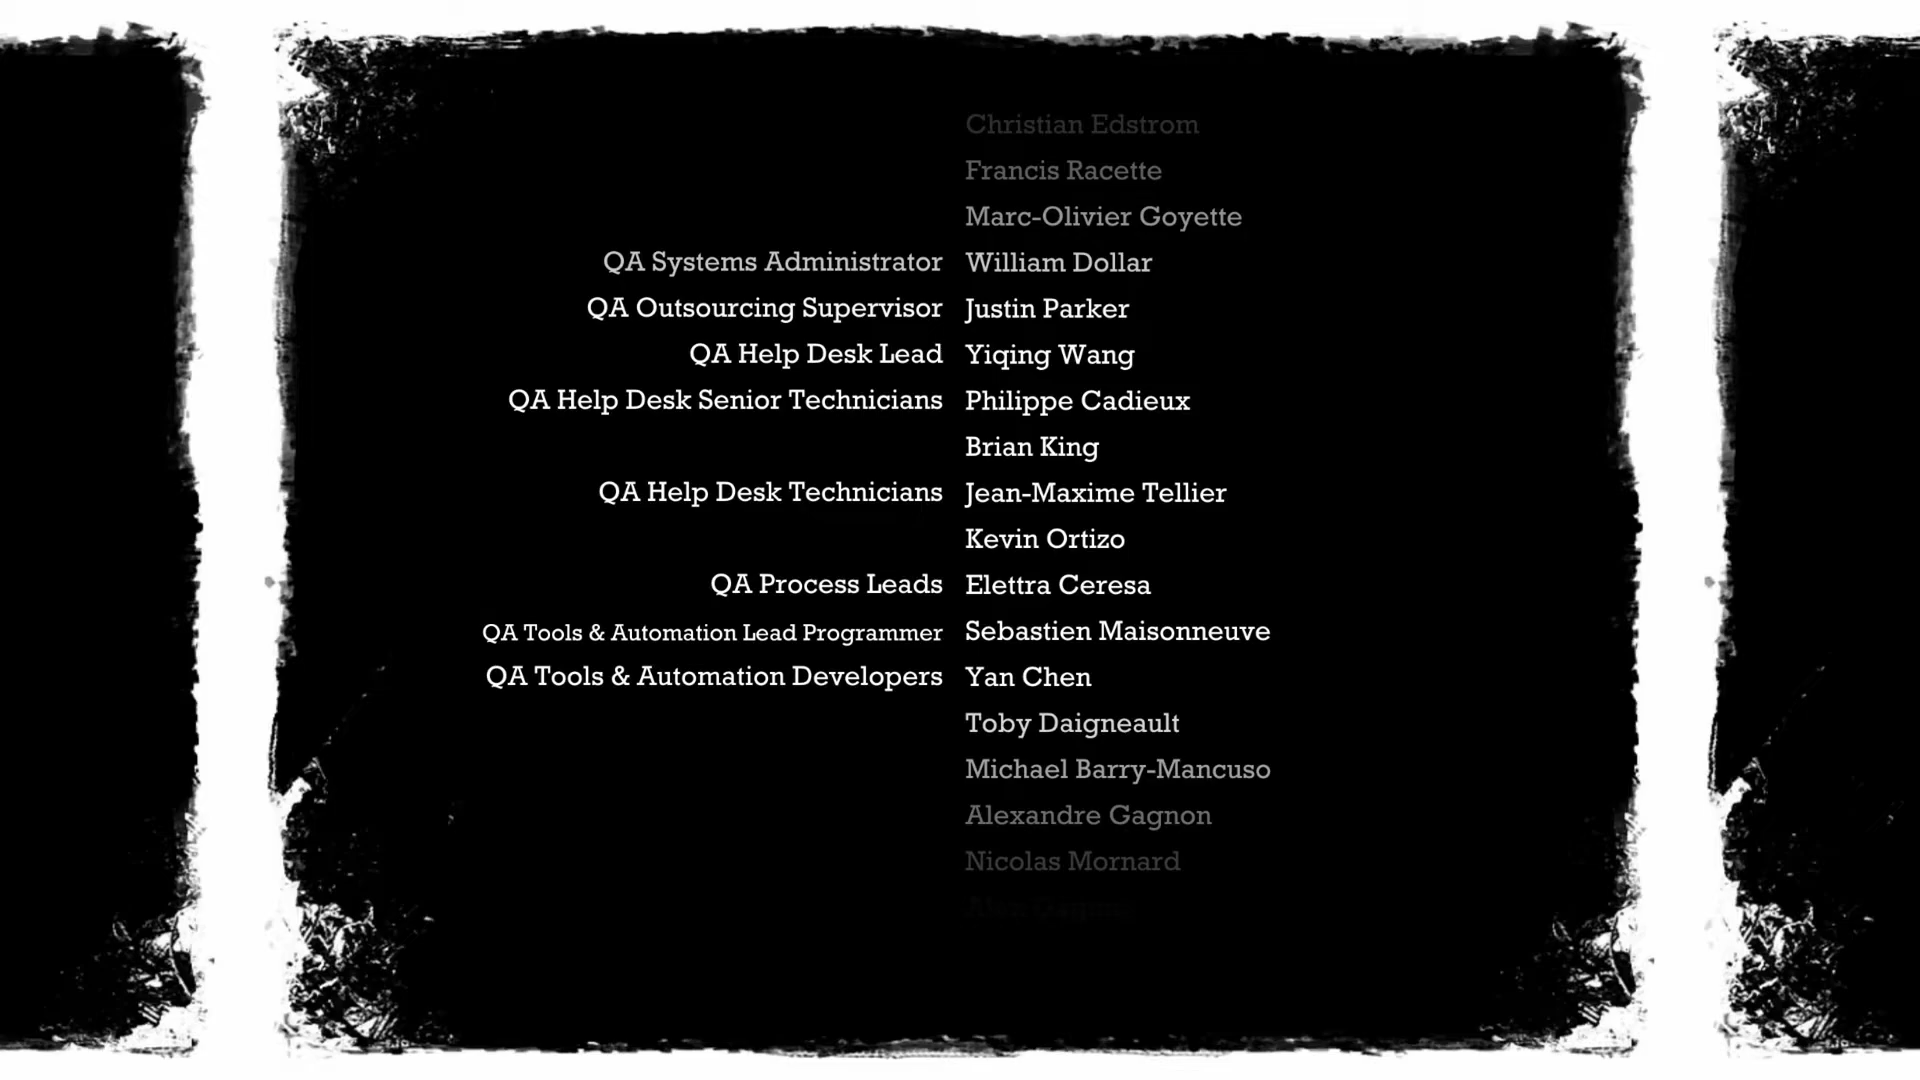 Christian Edstrom
Francis Racette
Marc-Olivier Goyette
QA Systems Administrator William Dollar
QA Outsourcing Supervisor Justin Parker
QA Help Desk Lead Yiqing Wang
QA Help Desk Senior Technicians Philippe Cadieux
Brian King
QA Help Desk Technicians Jean-Maxime Tellier
Kevin Ortizo
QA Process Leads Elettra Ceresa
QA Tools & Automation Lead Programmer Sebastien Maisonneuve
QA Tools & Automation Developers Yan Chen
Toby Daigneault
Michael Barry-Mancuso
Alexandre Gagnon
Nicolas Mornard